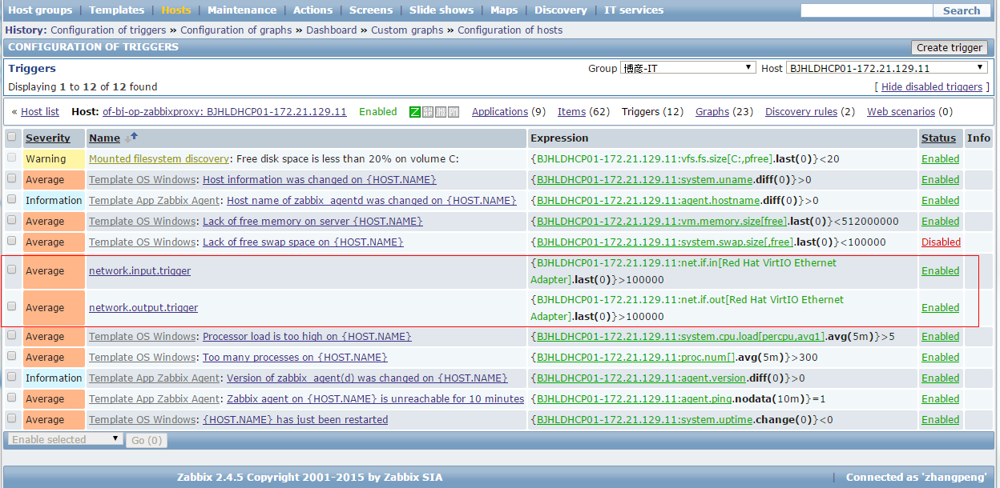 Host groups | Templates | Hosts | Maintenance | Actions | Screens | Slide shows | Maps | Discovery | IT services Search
History: Configuration of triggers » Configuration of graphs » Dashboard » Custom graphs » Configuration of hosts
CONFIGURATION OF TRIGGERS Create trigger
Triggers Group 博彦-IT Host BJHLDHCP01-172.21.129.11
Displaying 1 to 12 of 12 found [ Hide disabled triggers ]
« Host list Host: of-bj-op-zabbixproxy: BJHLDHCP01-172.21.129.11 Enabled Applications (9) Items (62) Triggers (12) Graphs (23) Discovery rules (2) Web scenarios (0)
Severity Name Expression Status Info
Warning Mounted filesystem discovery: Free disk space is less than 20% on volume C: {BJHLDHCP01-172.21.129.11:vfs.fs.size[C:,pfree].last(0)}<20 Enabled
Average Template OS Windows: Host information was changed on {HOST.NAME} {BJHLDHCP01-172.21.129.11:system.uname.diff(0)}>0 Enabled
Information Template App Zabbix Agent: Host name of zabbix_agentd was changed on {HOST.NAME} {BJHLDHCP01-172.21.129.11:agent.hostname.diff(0)}>0 Enabled
Average Template OS Windows: Lack of free memory on server {HOST.NAME} {BJHLDHCP01-172.21.129.11:vm.memory.size[free].last(0)}<512000000 Enabled
Average Template OS Windows: Lack of free swap space on {HOST.NAME} {BJHLDHCP01-172.21.129.11:system.swap.size[,free].last(0)}<100000 Disabled
Average network.input.trigger {BJHLDHCP01-172.21.129.11:net.if.in[Red Hat VirtIO Ethernet
Adapter].last(0)}>100000 Enabled
Average network.output.trigger {BJHLDHCP01-172.21.129.11:net.if.out[Red Hat VirtIO Ethernet
Adapter].last(0)}>100000 Enabled
Average Template OS Windows: Processor load is too high on {HOST.NAME} {BJHLDHCP01-172.21.129.11:system.cpu.load[percpu,avg1].avg(5m)}>5 Enabled
Average Template OS Windows: Too many processes on {HOST.NAME} {BJHLDHCP01-172.21.129.11:proc.num[].avg(5m)}>300 Enabled
Information Template App Zabbix Agent: Version of zabbix_agent(d) was changed on {HOST.NAME} {BJHLDHCP01-172.21.129.11:agent.version.diff(0)}>0 Enabled
Average Template App Zabbix Agent: Zabbix agent on {HOST.NAME} is unreachable for 10 minutes {BJHLDHCP01-172.21.129.11:agent.ping.nodata(10m)}=1 Enabled
Average Template OS Windows: {HOST.NAME} has just been restarted {BJHLDHCP01-172.21.129.11:system.uptime.change(0)}<0 Enabled
Enable selected Go (0)
Zabbix 2.4.5 Copyright 2001-2015 by Zabbix SIA | Connected as 'zhangpeng'